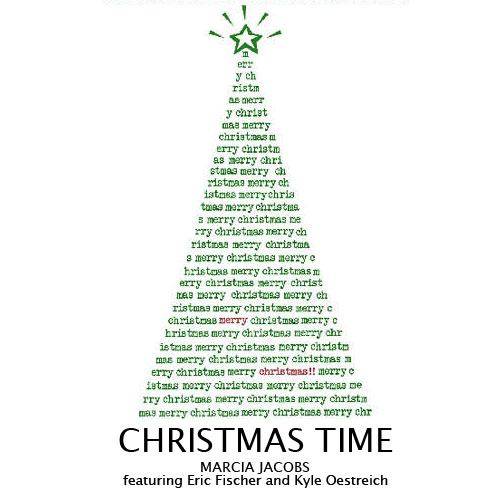 m
err
y ch
ristm
as merr
y christ
mas merry
christmas m
erry christm
as merry chri
stmas merry ch
ristmas merry ch
istmas merry chris
tmas merry christma
s merry christmas me
rry christmas merry ch
ristmas merry christma
s merry christmas merry c
hristmas merry christmas m
erry christmas merry christ
mas merry christmas merry ch
ristmas merry christmas merry c
christmas merry christmas merry c
hristmas merry christmas merry chr
istmas merry christmas merry christm
mas merry christmas merry christmas m
erry christmas merry christmas!! merry c
istmas merry christmas merry christmas me
rry christmas merry christmas merry christm
mas merry christmas merry christmas merry chr
CHRISTMAS TIME
MARCIA JACOBS
featuring Eric Fischer and Kyle Oestreich